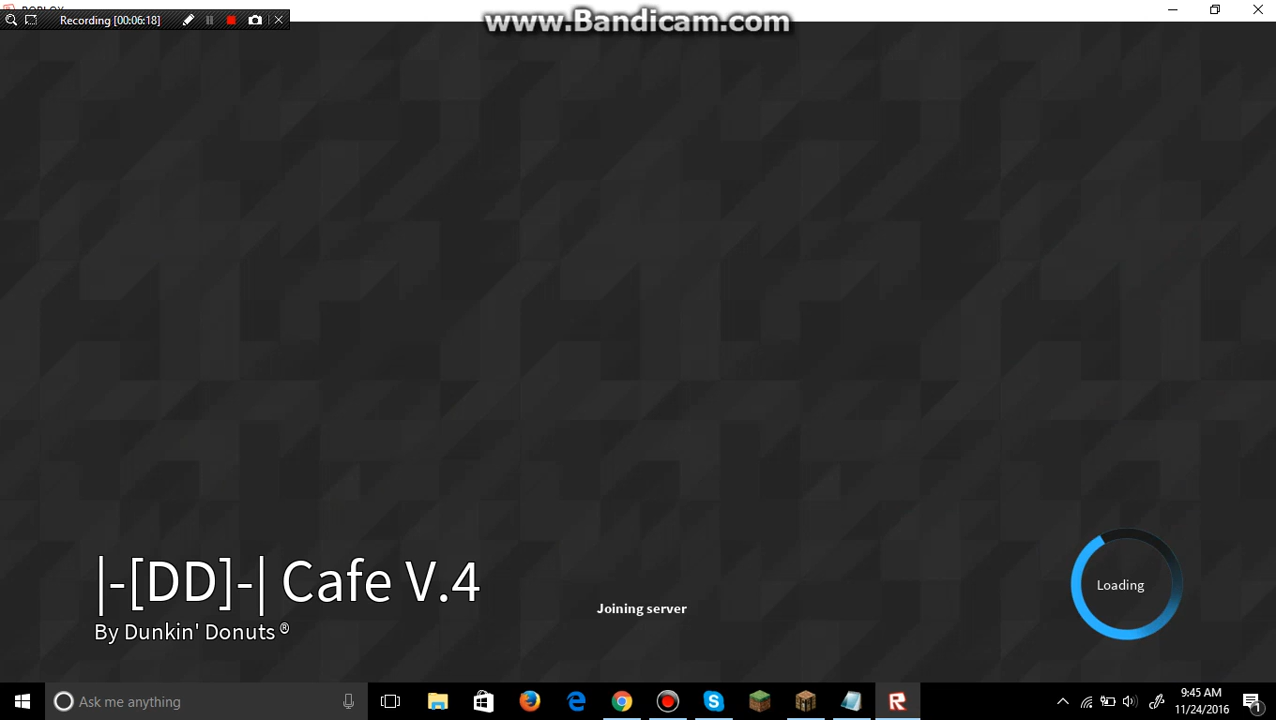 Recording [00:06:18]
www.Bandicam.com
|-[DD]-| Cafe V.4
By Dunkin' Donuts ®
Joining server
Loading
Ask me anything
9:45 AM
11/24/2016
1